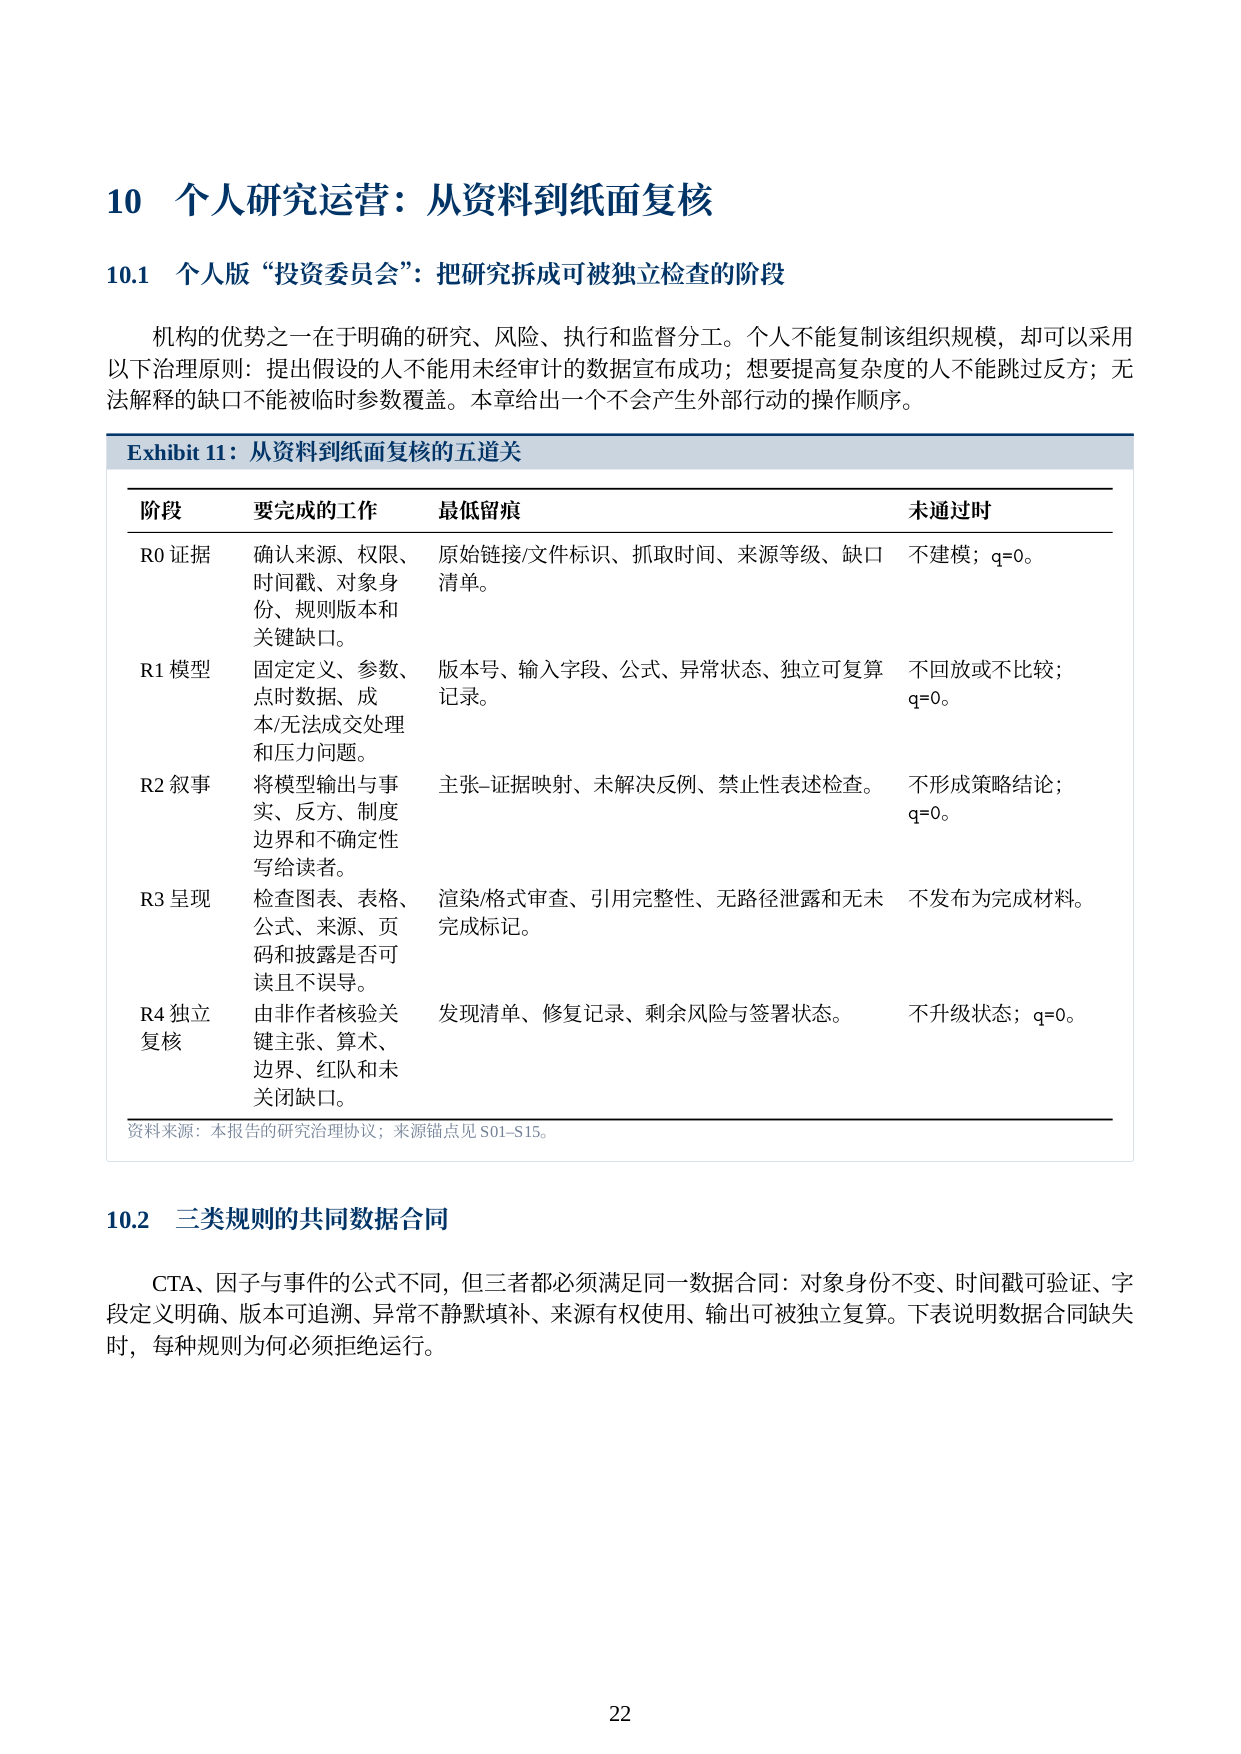 10 个人研究运营：从资料到纸面复核
10.1 个人版“投资委员会”：把研究拆成可被独立检查的阶段
机构的优势之一在于明确的研究、风险、执行和监督分工。个人不能复制该组织规模，却可以采用
以下治理原则：提出假设的人不能用未经审计的数据宣布成功；想要提高复杂度的人不能跳过反方；无
法解释的缺口不能被临时参数覆盖。本章给出一个不会产生外部行动的操作顺序。
Exhibit 11：从资料到纸面复核的五道关
阶段 要完成的工作 最低留痕 未通过时
R0 证据 确认来源、权限、 原始链接/文件标识、抓取时间、来源等级、缺口 不建模；q=0。
时间戳、对象身 清单。
份、规则版本和
关键缺口。
R1 模型 固定定义、参数、 版本号、输入字段、公式、异常状态、独立可复算 不回放或不比较；
点时数据、成 记录。 q=0。
本/无法成交处理
和压力问题。
R2 叙事 将模型输出与事 主张–证据映射、未解决反例、禁止性表述检查。 不形成策略结论；
实、反方、制度 q=0。
边界和不确定性
写给读者。
R3 呈现 检查图表、表格、 渲染/格式审查、引用完整性、无路径泄露和无未 不发布为完成材料。
公式、来源、页 完成标记。
码和披露是否可
读且不误导。
R4 独立 由非作者核验关 发现清单、修复记录、剩余风险与签署状态。 不升级状态；q=0。
复核 键主张、算术、
边界、红队和未
关闭缺口。
资料来源：本报告的研究治理协议；来源锚点见 S01–S15。
10.2 三类规则的共同数据合同
CTA、因子与事件的公式不同，但三者都必须满足同一数据合同：对象身份不变、时间戳可验证、字
段定义明确、版本可追溯、异常不静默填补、来源有权使用、输出可被独立复算。下表说明数据合同缺失
时，每种规则为何必须拒绝运行。
22